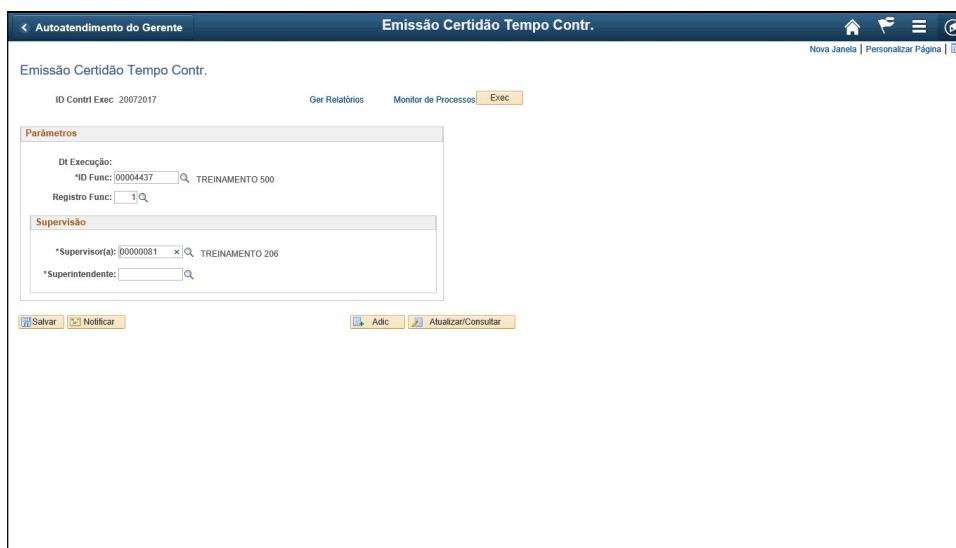 Autoatendimento do Gerente
Emissão Certidão Tempo Contr.
Nova Janela | Personalizar Página |
Emissão Certidão Tempo Contr.
ID Contrl Exec 20072017 Ger Relatórios Monitor de Processos Exec
Parâmetros
Dt Execução:
*ID Func: 00004437 TREINAMENTO 500
Registro Func: 1
Supervisão
*Supervisor(a): 00000081 × TREINAMENTO 206
*Superintendente:
Salvar Notificar Adic Atualizar/Consultar